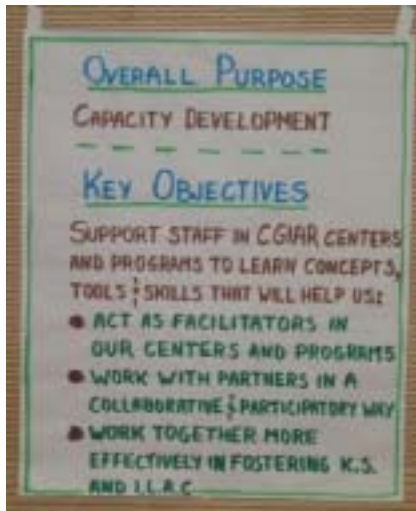 OVERALL PURPOSE
CAPACITY DEVELOPMENT
KEY OBJECTIVES
SUPPORT STAFF IN CGIAR CENTERS
AND PROGRAMS TO LEARN CONCEPTS,
TOOLS & SKILLS THAT WILL HELP US:
• ACT AS FACILITATORS IN
OUR CENTERS AND PROGRAMS
• WORK WITH PARTNERS IN A
COLLABORATIVE & PARTICIPATORY WAY
• WORK TOGETHER MORE
EFFECTIVELY IN FOSTERING K.S.
AND I.L.A.C